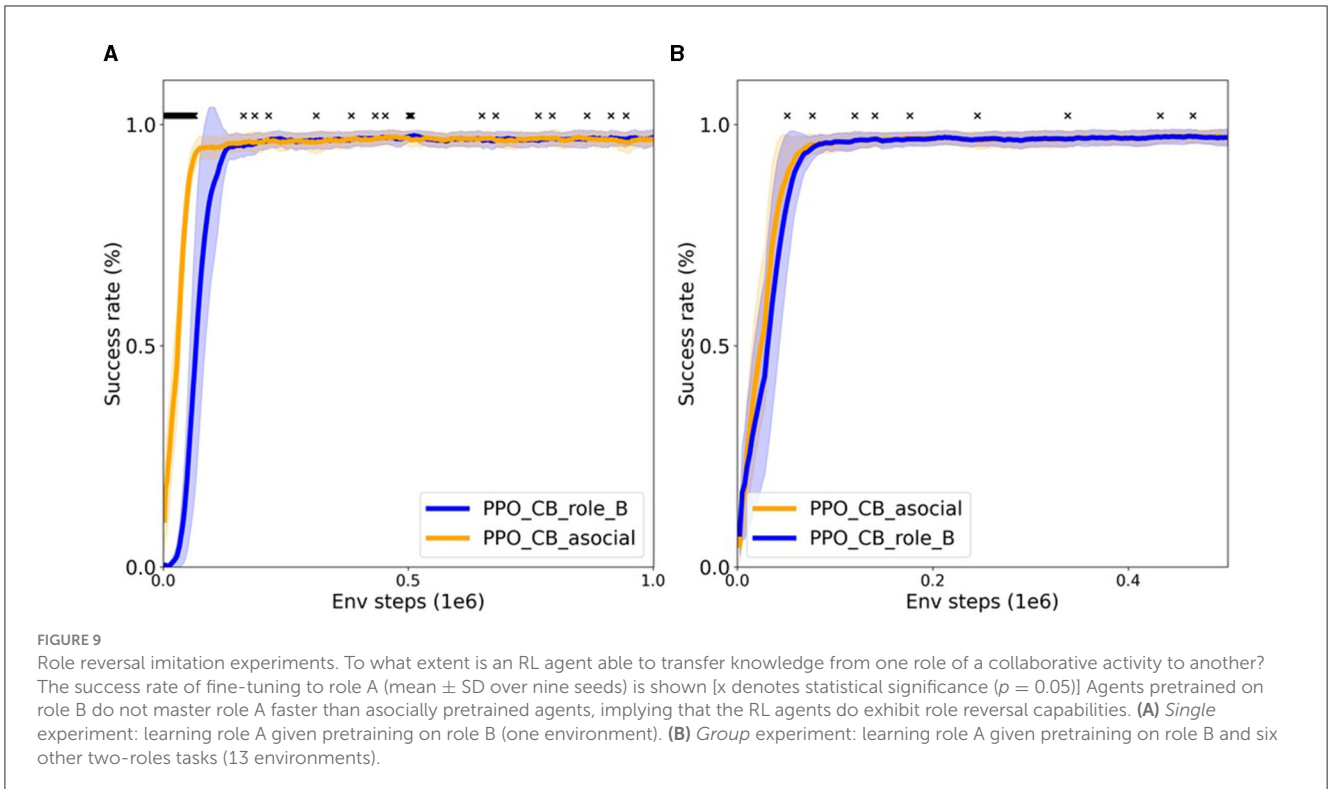 A
B
1.0
0.5
0.0
Success rate (%)
0.0
0.5
1.0
Env steps (1e6)
PPO_CB_role_B
PPO_CB_asocial
1.0
0.5
0.0
Success rate (%)
0.0
0.2
0.4
Env steps (1e6)
PPO_CB_asocial
PPO_CB_role_B
FIGURE 9
Role reversal imitation experiments. To what extent is an RL agent able to transfer knowledge from one role of a collaborative activity to another?
The success rate of fine-tuning to role A (mean ± SD over nine seeds) is shown [x denotes statistical significance (p = 0.05)] Agents pretrained on
role B do not master role A faster than asocially pretrained agents, implying that the RL agents do exhibit role reversal capabilities. (A) Single
experiment: learning role A given pretraining on role B (one environment). (B) Group experiment: learning role A given pretraining on role B and six
other two-roles tasks (13 environments).